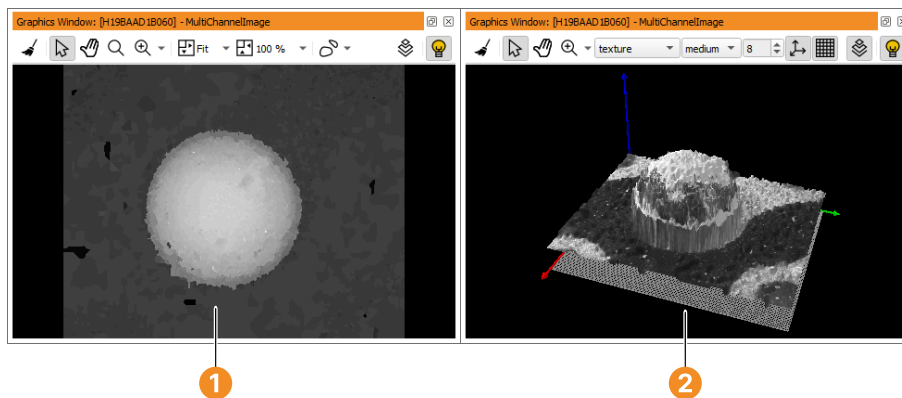 Graphics Window: [H19BAAD1B060] - MultiChannelImage
Fit 100 %
Graphics Window: [H19BAAD1B060] - MultiChannelImage
texture medium 8
1
2